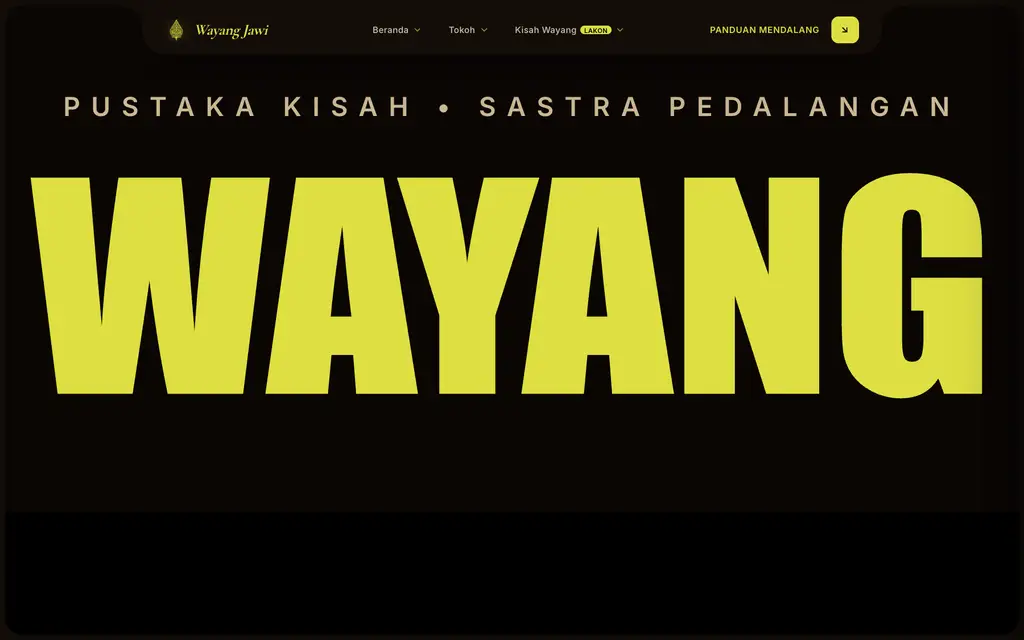 Wayang Jawi
Beranda
Tokoh
Kisah Wayang LAKON
PANDUAN MENDALANG
PUSTAKA KISAH • SASTRA PEDALANGAN
WAYANG